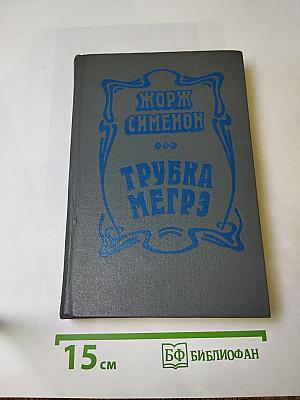 ЖОРЖ
СИМЕНОН
ТРУБКА
МЕГРЭ
15 см
БФ БИБЛИОФАН